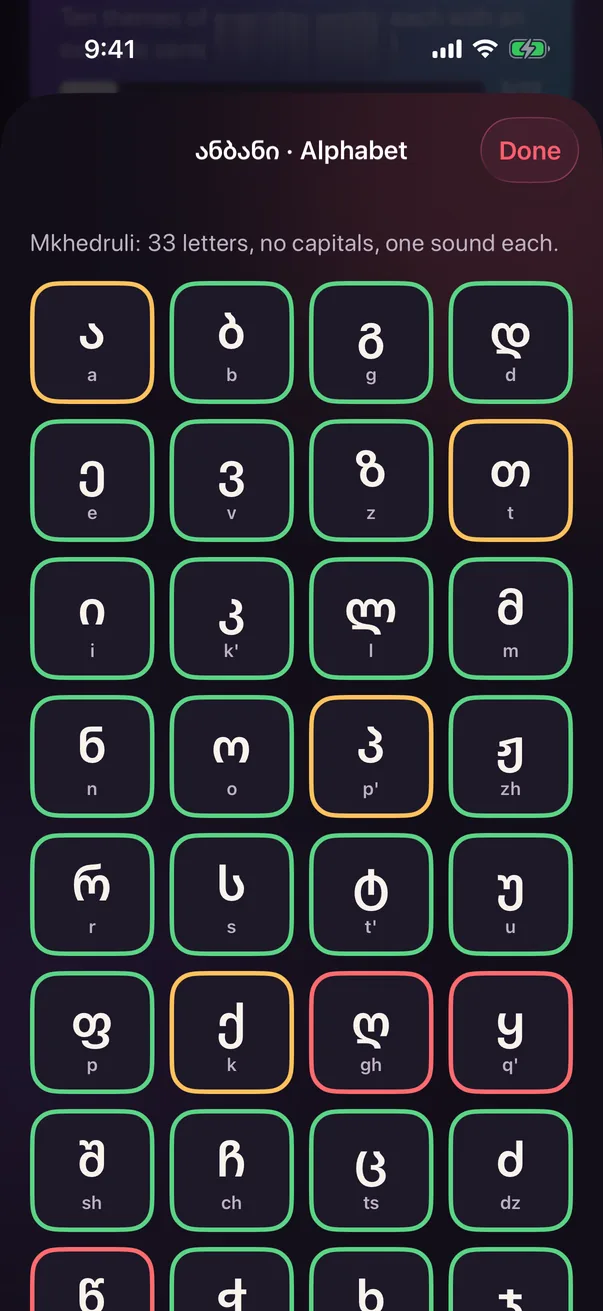 9:41
ანბანი · Alphabet
Done
Mkhedruli: 33 letters, no capitals, one sound each.
ა ბ გ დ
a b g d
ე ვ ზ თ
e v z t
ი კ ლ მ
i k' l m
ნ ო პ ჟ
n o p' zh
რ ს ტ უ
r s t' u
ფ ქ ღ ყ
p k gh q'
შ ჩ ც ძ
sh ch ts dz
წ ჭ ხ ჯ